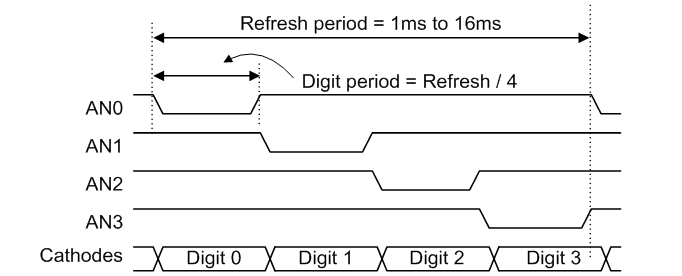 Refresh period = 1ms to 16ms
Digit period = Refresh / 4
AN0
AN1
AN2
AN3
Cathodes Digit 0 Digit 1 Digit 2 Digit 3